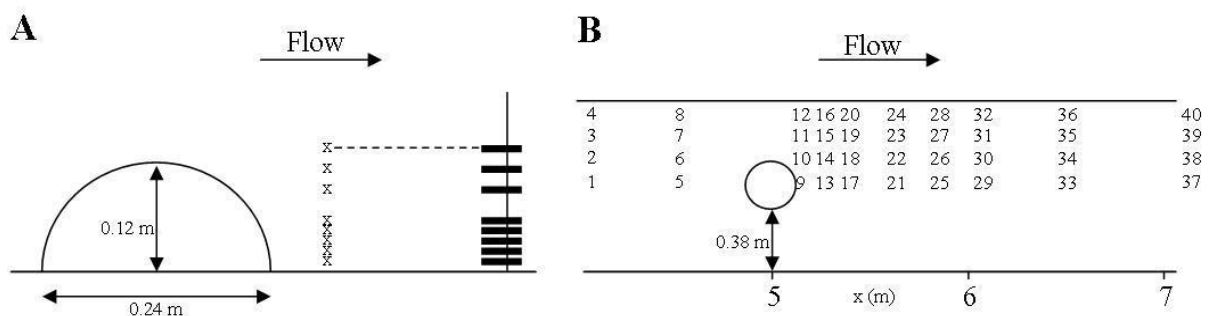 A
Flow
x
x
x
x
x
x
x
x
0.12 m
0.24 m
B
Flow
4 8 12 16 20 24 28 32 36 40
3 7 11 15 19 23 27 31 35 39
2 6 10 14 18 22 26 30 34 38
1 5 9 13 17 21 25 29 33 37
0.38 m
5 x (m) 6 7